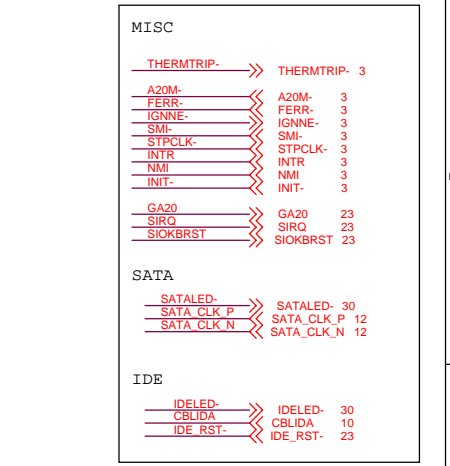 MISC
THERMTRIP- THERMTRIP- 3
A20M- A20M- 3
FERR- FERR- 3
IGNNE- IGNNE- 3
SMI- SMI- 3
STPCLK- STPCLK- 3
INTR INTR 3
NMI NMI 3
INIT- INIT- 3
GA20 GA20 23
SIRQ SIRQ 23
SIOKBRST SIOKBRST 23
SATA
SATALED- SATALED- 30
SATA_CLK_P SATA_CLK_P 12
SATA_CLK_N SATA_CLK_N 12
IDE
IDELED- IDELED- 30
CBLIDA CBLIDA 10
IDE_RST- IDE_RST- 23